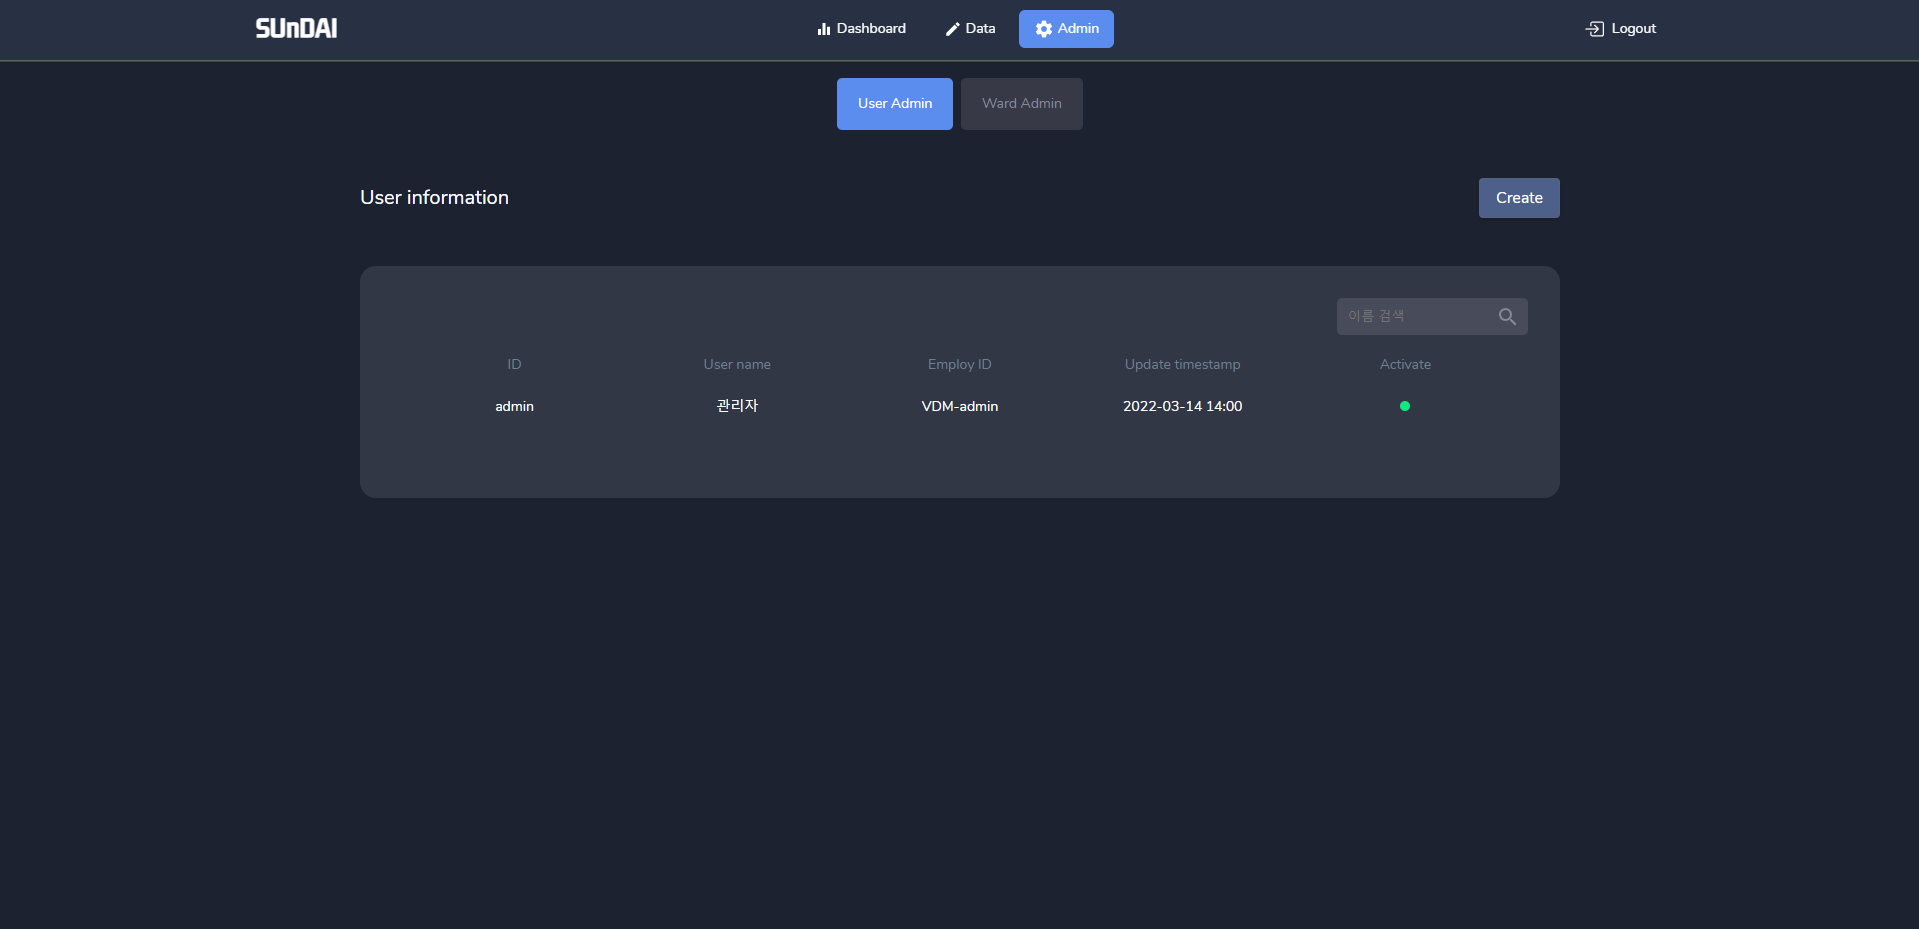 SUnDAI
Dashboard
Data
Admin
Logout
User Admin
Ward Admin
User information
Create
이름 검색
ID
User name
Employ ID
Update timestamp
Activate
admin
관리자
VDM-admin
2022-03-14 14:00